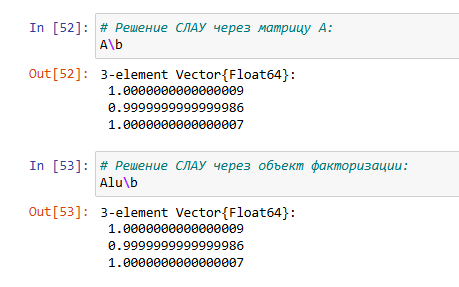 In [52]: # Решение СЛАУ через матрицу A:
A\b
Out[52]: 3-element Vector{Float64}:
1.0000000000000009
0.9999999999999986
1.0000000000000007
In [53]: # Решение СЛАУ через объект факторизации:
Alu\b
Out[53]: 3-element Vector{Float64}:
1.0000000000000009
0.9999999999999986
1.0000000000000007